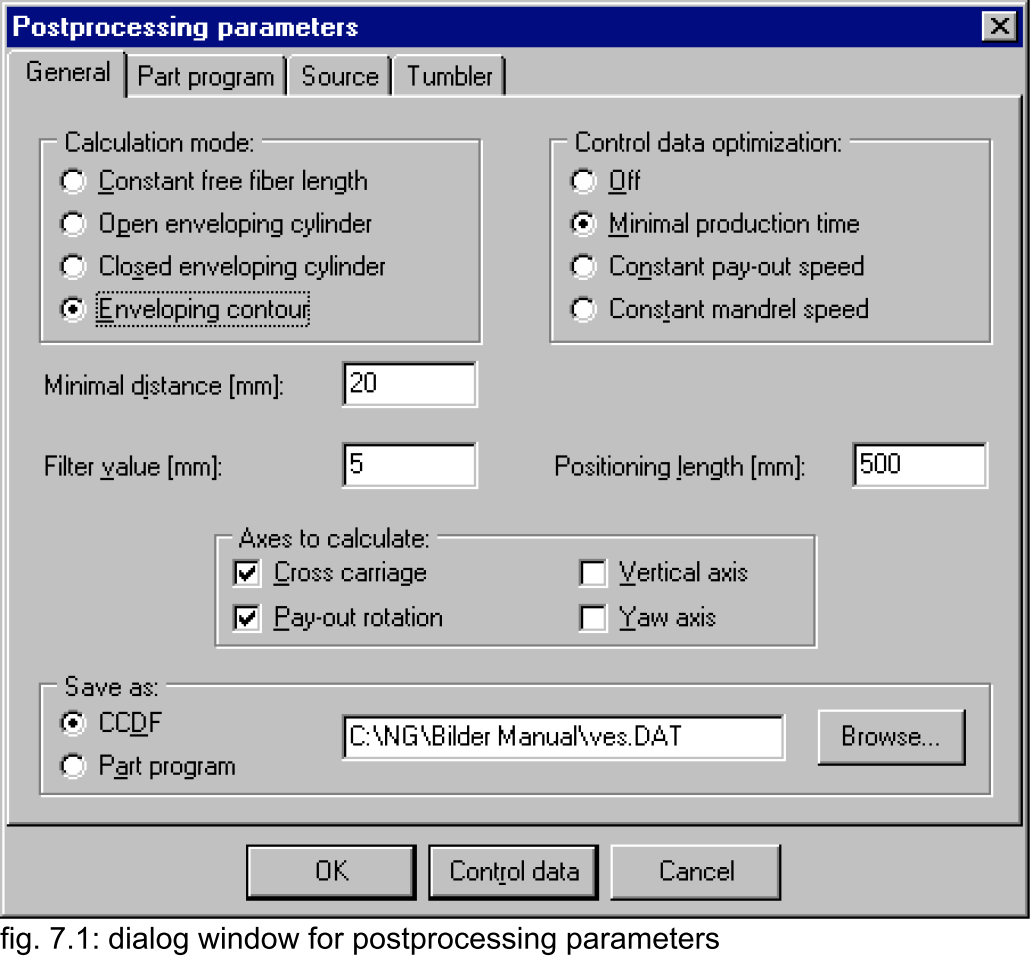 Postprocessing parameters
General Part program Source Tumbler
Calculation mode: Control data optimization:
Constant free fiber length Off
Open enveloping cylinder Minimal production time
Closed enveloping cylinder Constant pay-out speed
Enveloping contour Constant mandrel speed
Minimal distance [mm]: 20
Filter value [mm]: 5 Positioning length [mm]: 500
Axes to calculate:
Cross carriage Vertical axis
Pay-out rotation Yaw axis
Save as:
CCDF
C:\NG\Bilder Manual\ves.DAT Browse...
Part program
OK Control data Cancel
fig. 7.1: dialog window for postprocessing parameters